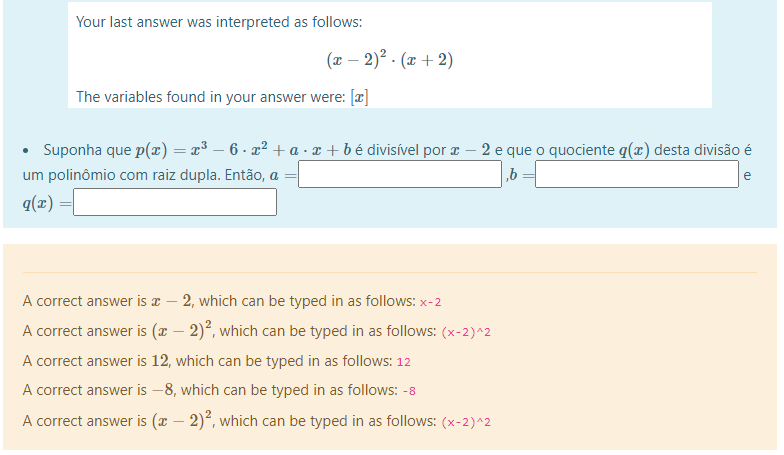 Your last answer was interpreted as follows:
(x − 2)² · (x + 2)
The variables found in your answer were: [x]
• Suponha que p(x) = x³ − 6 · x² + a · x + b é divisível por x − 2 e que o quociente q(x) desta divisão é
um polinômio com raiz dupla. Então, a = ,b = e
q(x) =
A correct answer is x − 2, which can be typed in as follows: x-2
A correct answer is (x − 2)², which can be typed in as follows: (x-2)^2
A correct answer is 12, which can be typed in as follows: 12
A correct answer is −8, which can be typed in as follows: -8
A correct answer is (x − 2)², which can be typed in as follows: (x-2)^2